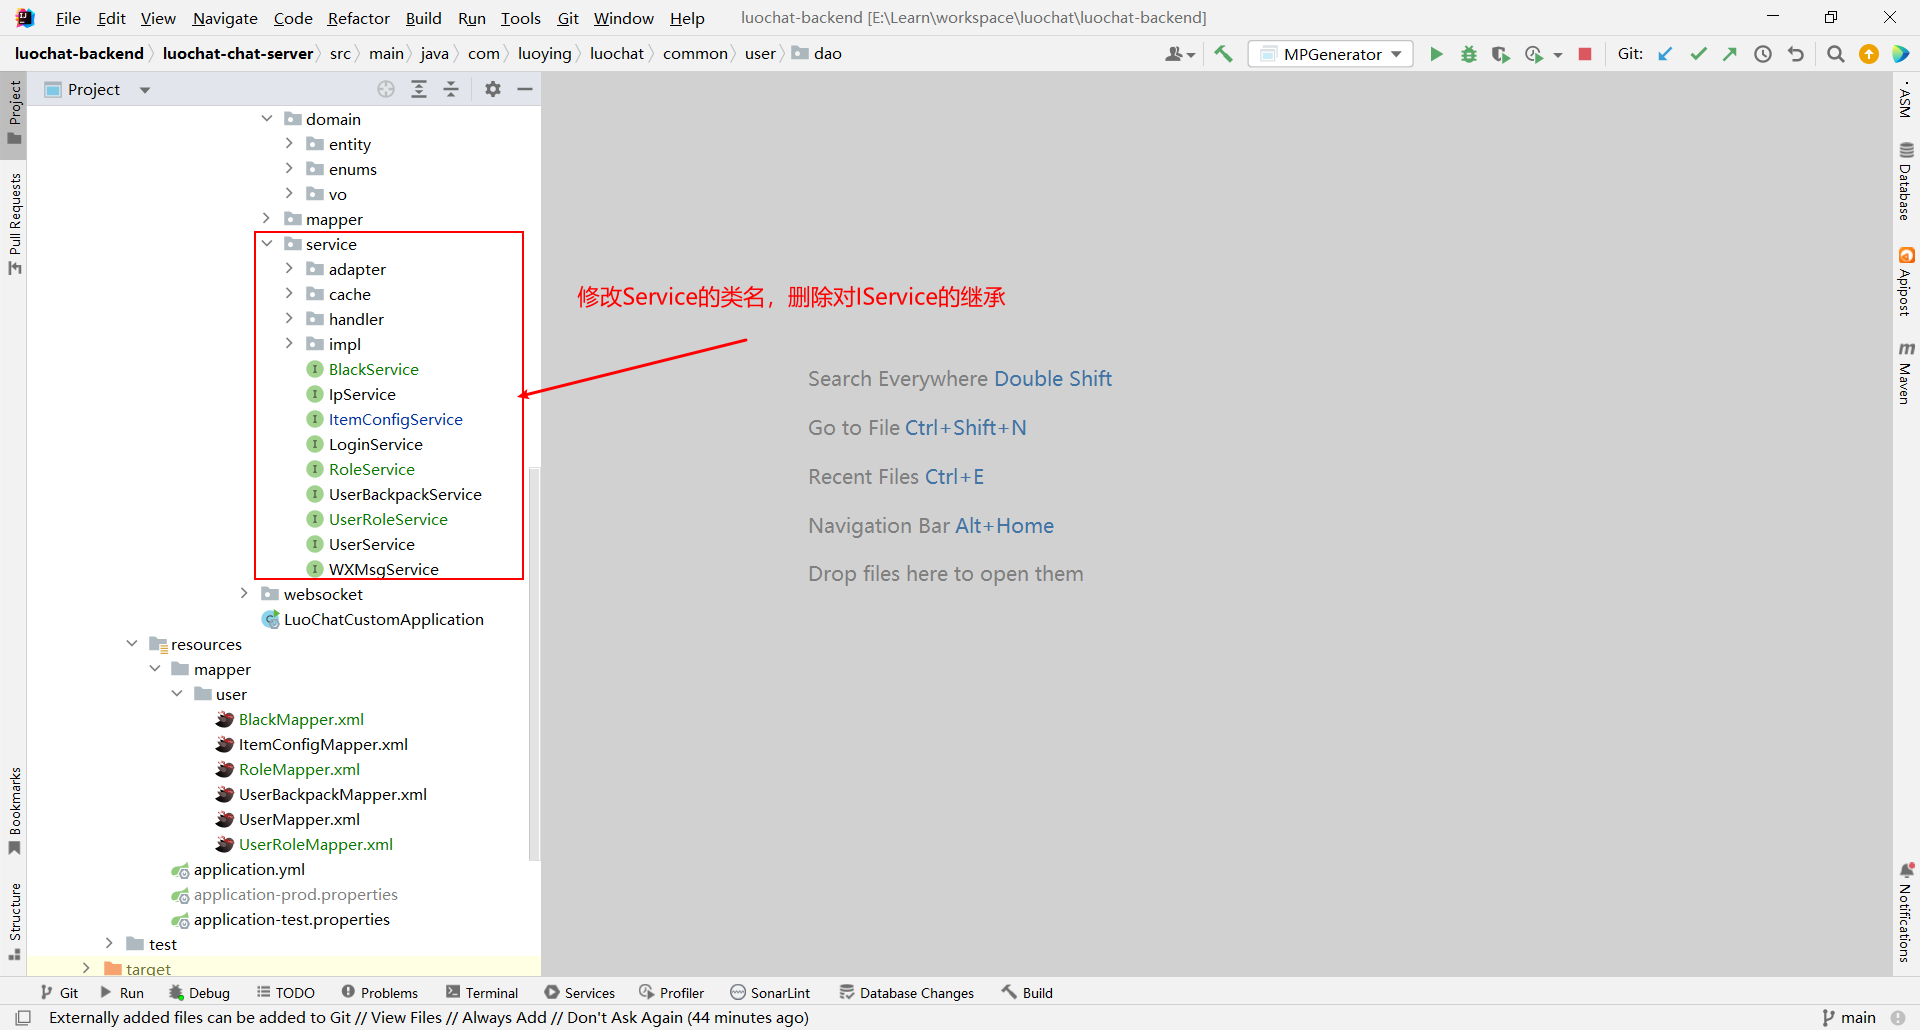 File Edit View Navigate Code Refactor Build Run Tools Git Window Help luochat-backend [E:\Learn\workspace\luochat\luochat-backend]
luochat-backend luochat-chat-server src main java com luoying luochat common user dao MPGenerator Git:
Project
domain
entity
enums
vo
mapper
service
adapter
cache
handler
impl
BlackService
IpService
ItemConfigService
LoginService
RoleService
UserBackpackService
UserRoleService
UserService
WXMsgService
websocket
LuoChatCustomApplication
resources
mapper
user
BlackMapper.xml
ItemConfigMapper.xml
RoleMapper.xml
UserBackpackMapper.xml
UserMapper.xml
UserRoleMapper.xml
application.yml
application-prod.properties
application-test.properties
test
target
修改Service的类名，删除对IService的继承
Search Everywhere Double Shift
Go to File Ctrl+Shift+N
Recent Files Ctrl+E
Navigation Bar Alt+Home
Drop files here to open them
Project
Pull Requests
Bookmarks
Structure
ASM
Database
Apipost
Maven
Notifications
Git Run Debug TODO Problems Terminal Services Profiler SonarLint Database Changes Build
Externally added files can be added to Git // View Files // Always Add // Don't Ask Again (44 minutes ago) main